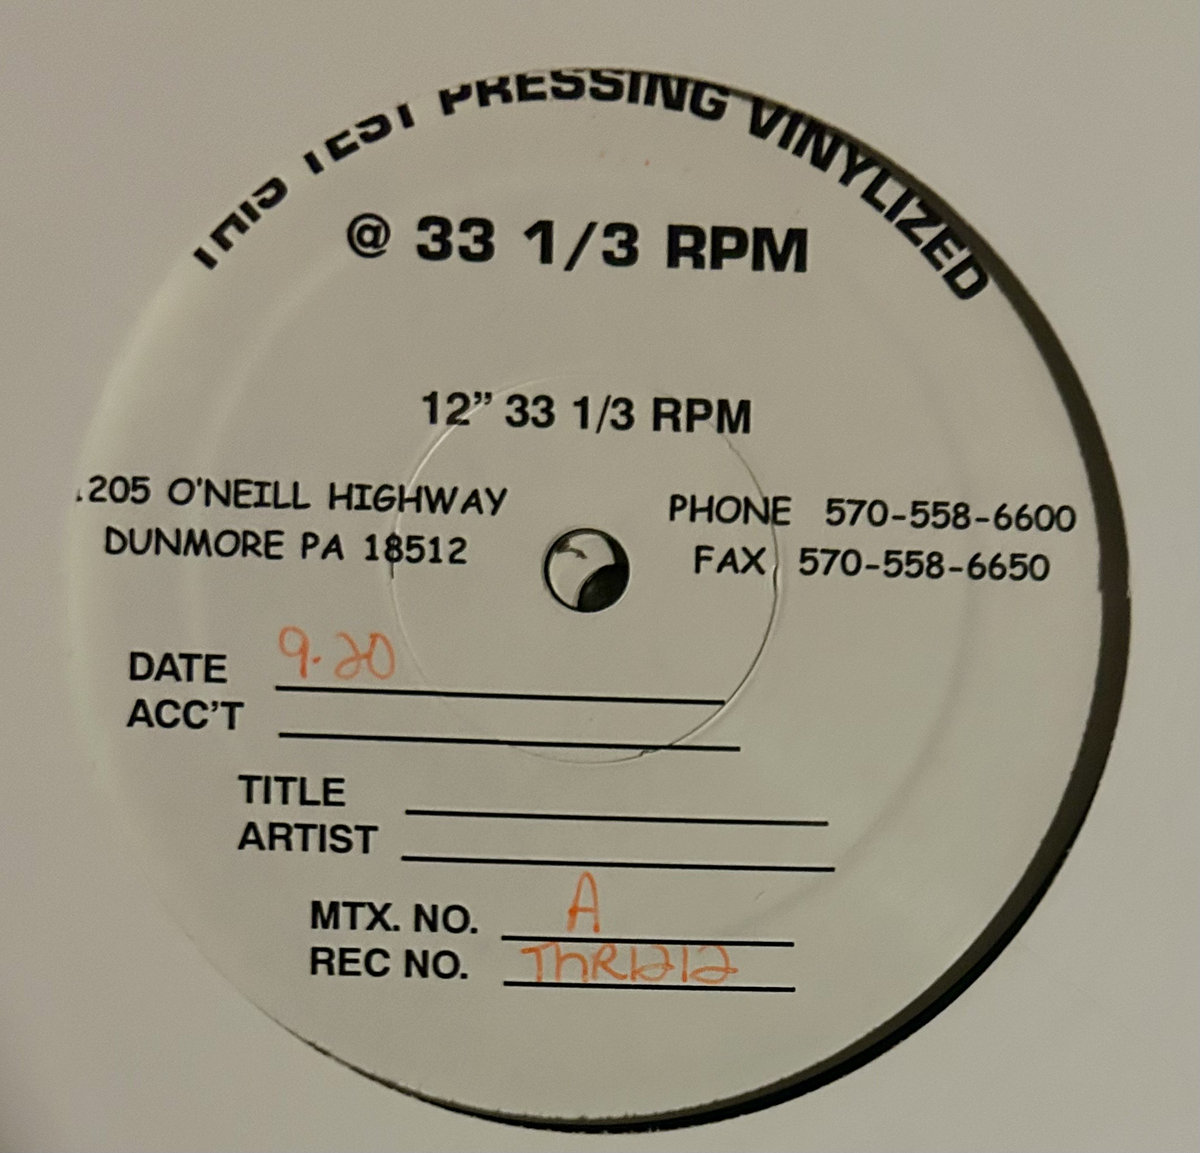 THIS TEST PRESSING VINYLIZED
@ 33 1/3 RPM
12" 33 1/3 RPM
1205 O'NEILL HIGHWAY
DUNMORE PA 18512
PHONE 570-558-6600
FAX 570-558-6650
DATE 9.20
ACC'T
TITLE
ARTIST
MTX. NO. A
REC NO. ThR1212